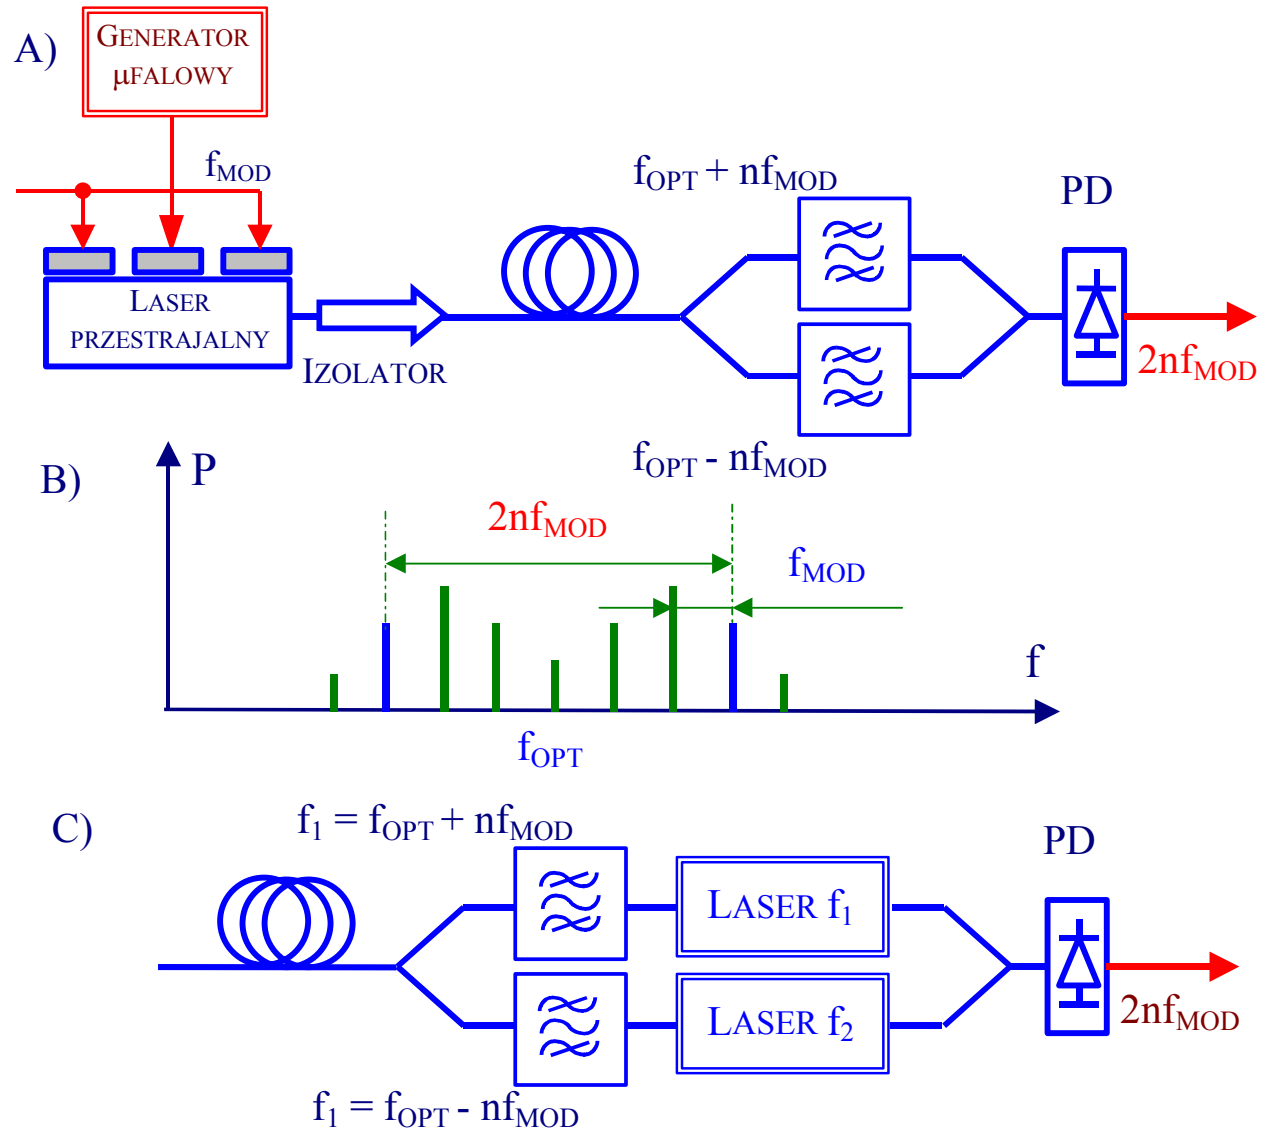 A)
GENERATOR
μFALOWY
fMOD
fOPT + nfMOD
PD
LASER
PRZESTRAJALNY
IZOLATOR
2nfMOD
fOPT - nfMOD
B)
P
2nfMOD
fMOD
f
fOPT
C)
f1 = fOPT + nfMOD
PD
LASER f1
LASER f2
2nfMOD
f1 = fOPT - nfMOD